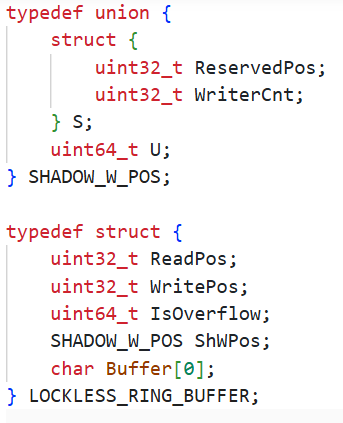 typedef union {
    struct {
        uint32_t ReservedPos;
        uint32_t WriterCnt;
    } S;
    uint64_t U;
} SHADOW_W_POS;

typedef struct {
    uint32_t ReadPos;
    uint32_t WritePos;
    uint64_t IsOverflow;
    SHADOW_W_POS ShWPos;
    char Buffer[0];
} LOCKLESS_RING_BUFFER;